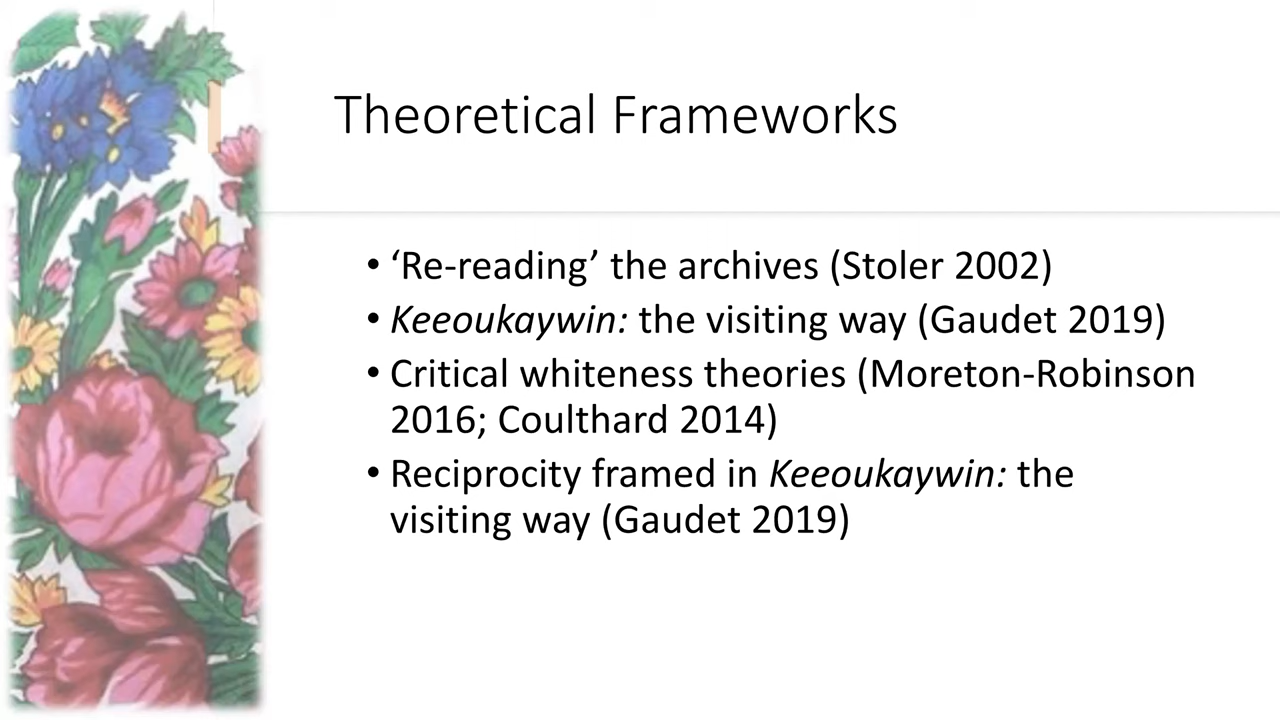 Theoretical Frameworks
• ‘Re-reading’ the archives (Stoler 2002)
• Keeoukaywin: the visiting way (Gaudet 2019)
• Critical whiteness theories (Moreton-Robinson
2016; Coulthard 2014)
• Reciprocity framed in Keeoukaywin: the
visiting way (Gaudet 2019)